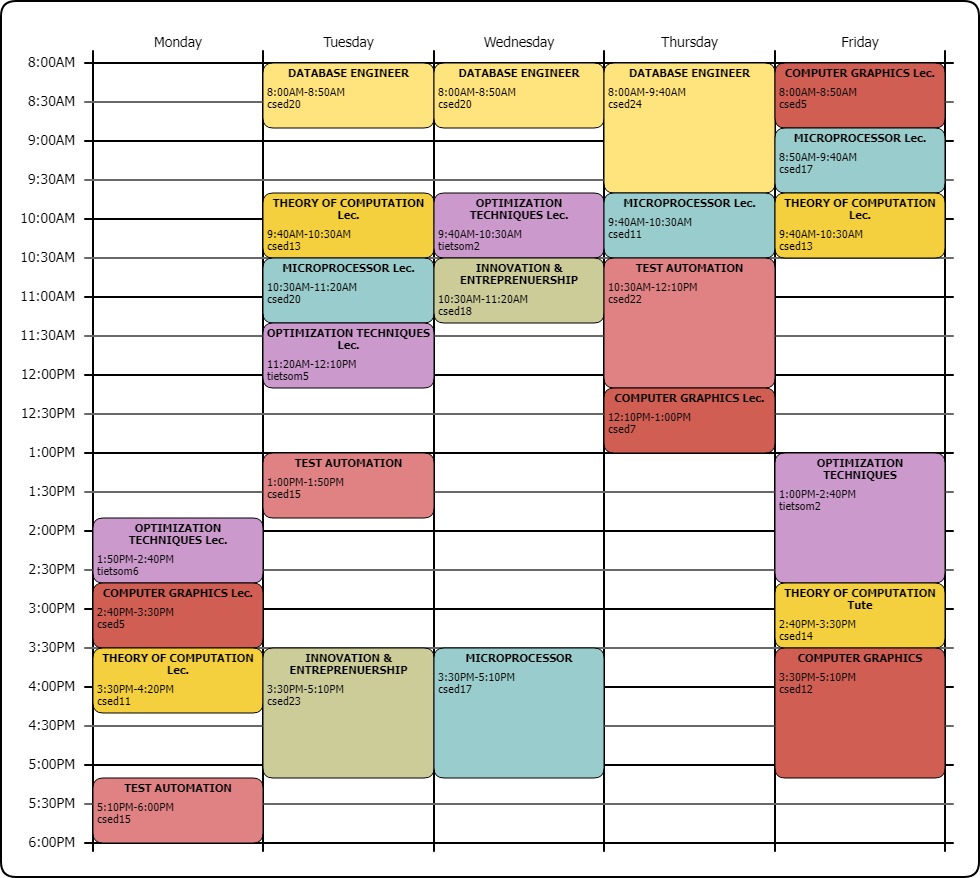 Monday
Tuesday
Wednesday
Thursday
Friday
8:00AM
8:30AM
9:00AM
9:30AM
10:00AM
10:30AM
11:00AM
11:30AM
12:00PM
12:30PM
1:00PM
1:30PM
2:00PM
2:30PM
3:00PM
3:30PM
4:00PM
4:30PM
5:00PM
5:30PM
6:00PM
OPTIMIZATION
TECHNIQUES Lec.
1:50PM-2:40PM
tietsom6
COMPUTER GRAPHICS Lec.
2:40PM-3:30PM
csed5
THEORY OF COMPUTATION
Lec.
3:30PM-4:20PM
csed11
TEST AUTOMATION
5:10PM-6:00PM
csed15
DATABASE ENGINEER
8:00AM-8:50AM
csed20
THEORY OF COMPUTATION
Lec.
9:40AM-10:30AM
csed13
MICROPROCESSOR Lec.
10:30AM-11:20AM
csed20
OPTIMIZATION TECHNIQUES
Lec.
11:20AM-12:10PM
tietsom5
TEST AUTOMATION
1:00PM-1:50PM
csed15
INNOVATION &
ENTREPRENUERSHIP
3:30PM-5:10PM
csed23
DATABASE ENGINEER
8:00AM-8:50AM
csed20
OPTIMIZATION
TECHNIQUES Lec.
9:40AM-10:30AM
tietsom2
INNOVATION &
ENTREPRENUERSHIP
10:30AM-11:20AM
csed18
MICROPROCESSOR
3:30PM-5:10PM
csed17
DATABASE ENGINEER
8:00AM-9:40AM
csed24
MICROPROCESSOR Lec.
9:40AM-10:30AM
csed11
TEST AUTOMATION
10:30AM-12:10PM
csed22
COMPUTER GRAPHICS Lec.
12:10PM-1:00PM
csed7
COMPUTER GRAPHICS Lec.
8:00AM-8:50AM
csed5
MICROPROCESSOR Lec.
8:50AM-9:40AM
csed17
THEORY OF COMPUTATION
Lec.
9:40AM-10:30AM
csed13
OPTIMIZATION
TECHNIQUES
1:00PM-2:40PM
tietsom2
THEORY OF COMPUTATION
Tute
2:40PM-3:30PM
csed14
COMPUTER GRAPHICS
3:30PM-5:10PM
csed12